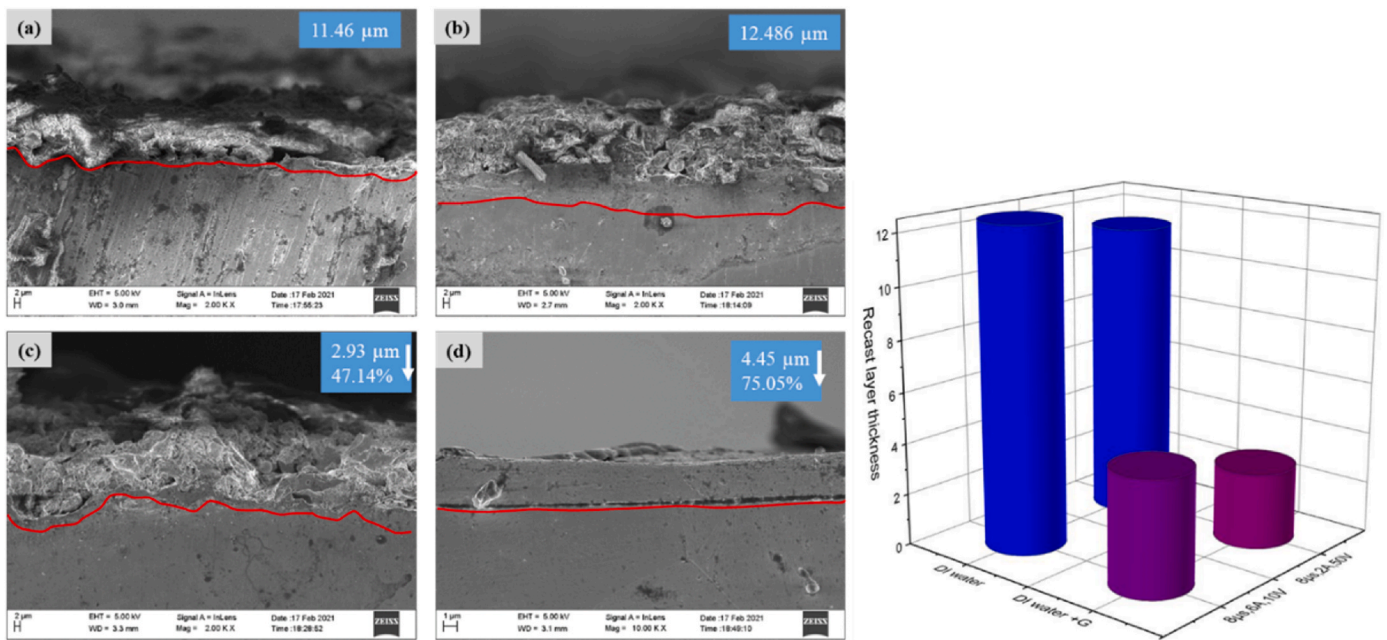 (a)
11.46 µm
2 µm
EHT = 5.00 kV
Signal A = InLens
Date :17 Feb 2021
WD = 3.0 mm
Mag = 2.00 K X
Time :17:55:23
ZEISS
(b)
12.486 µm
2 µm
EHT = 5.00 kV
Signal A = InLens
Date :17 Feb 2021
WD = 2.7 mm
Mag = 2.00 K X
Time :18:14:09
ZEISS
(c)
2.93 µm
47.14%
2 µm
EHT = 5.00 kV
Signal A = InLens
Date :17 Feb 2021
WD = 3.3 mm
Mag = 2.00 K X
Time :18:28:52
ZEISS
(d)
4.45 µm
75.05%
1 µm
EHT = 5.00 kV
Signal A = InLens
Date :17 Feb 2021
WD = 3.1 mm
Mag = 10.00 K X
Time :18:49:10
ZEISS
Recast layer thickness
12
10
8
6
4
2
0
DI water
DI water +G
8µs,6A,10V
8µs,2A,50V